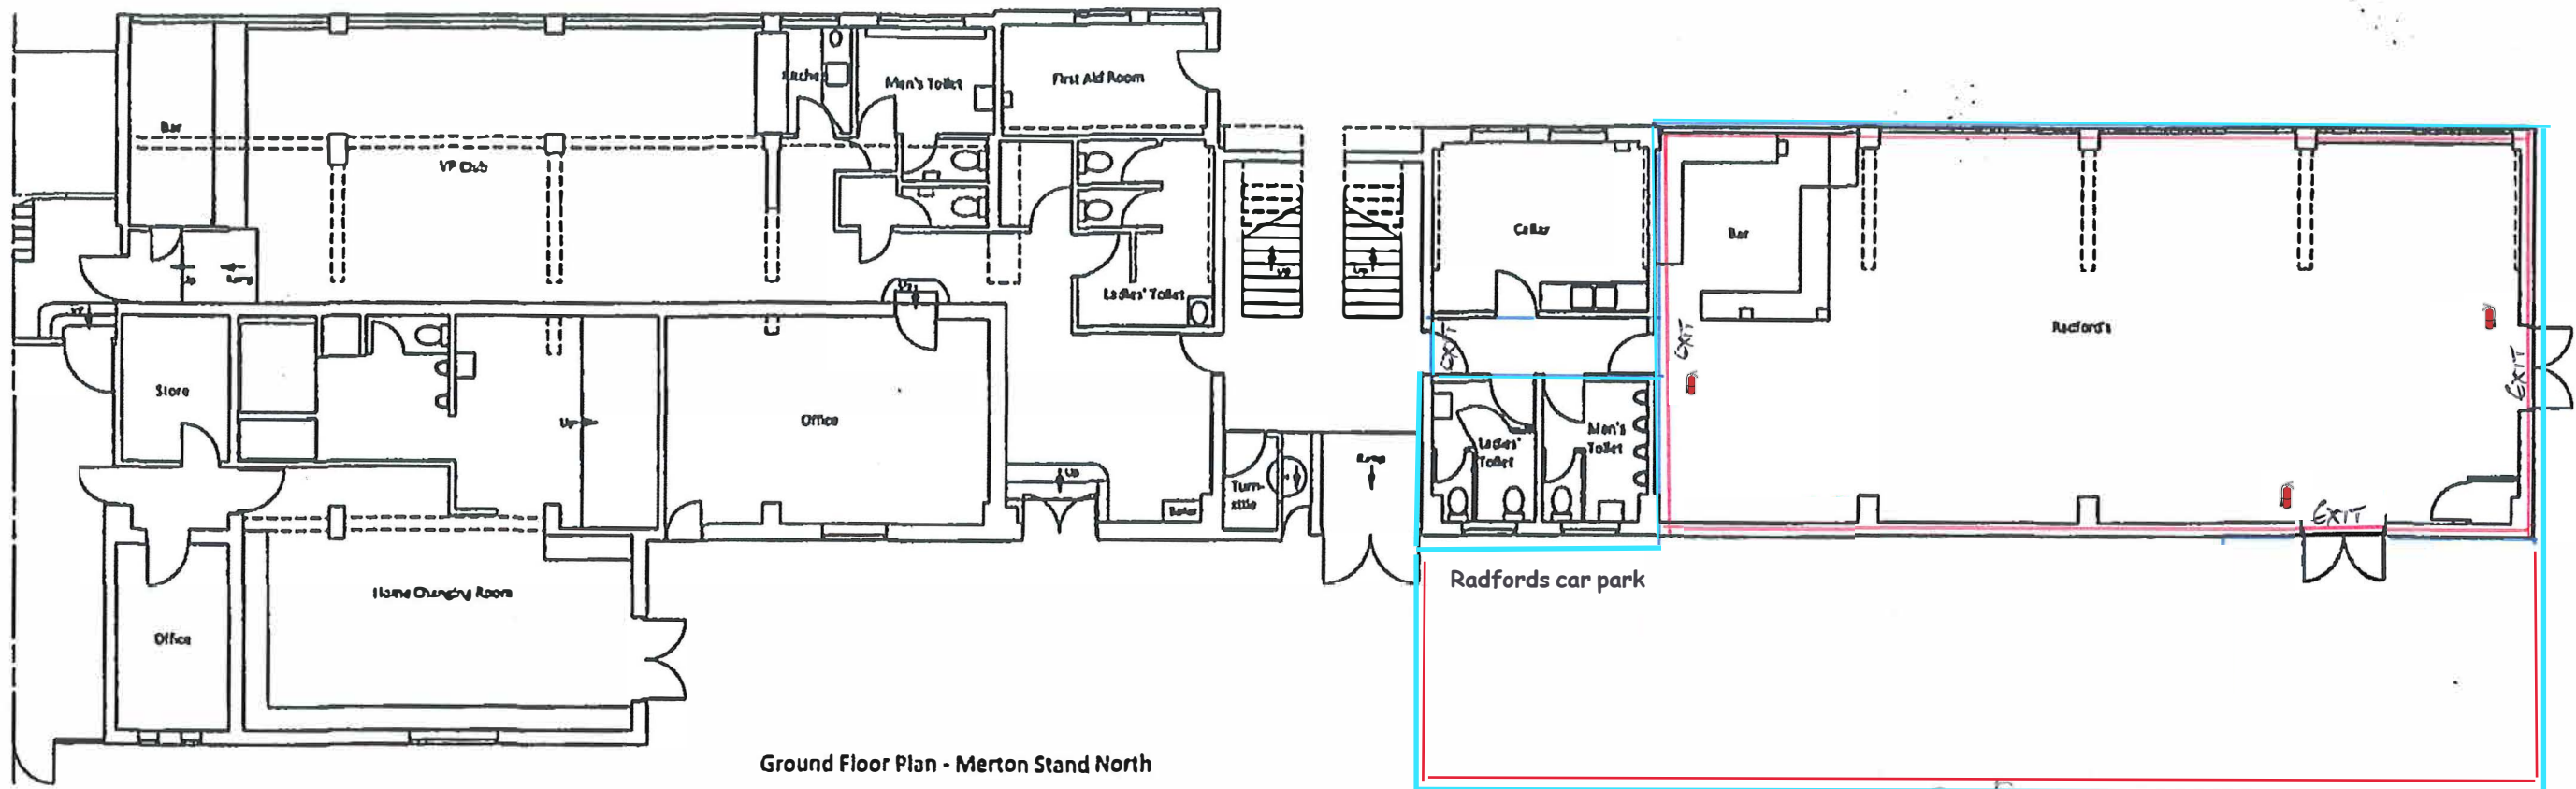 Bar
VP Club
Men's Toilet
First Aid Room
Up
Ramp
Ladies' Toilet
Up
Up
Cellar
Bar
Radford's
EXIT
EXIT
EXIT
EXIT
Store
Up
Office
Up
Turn-
stile
Ramp
Ladies'
Toilet
Men's
Toilet
Home Changing Room
Office
Radfords car park
Ground Floor Plan - Merton Stand North